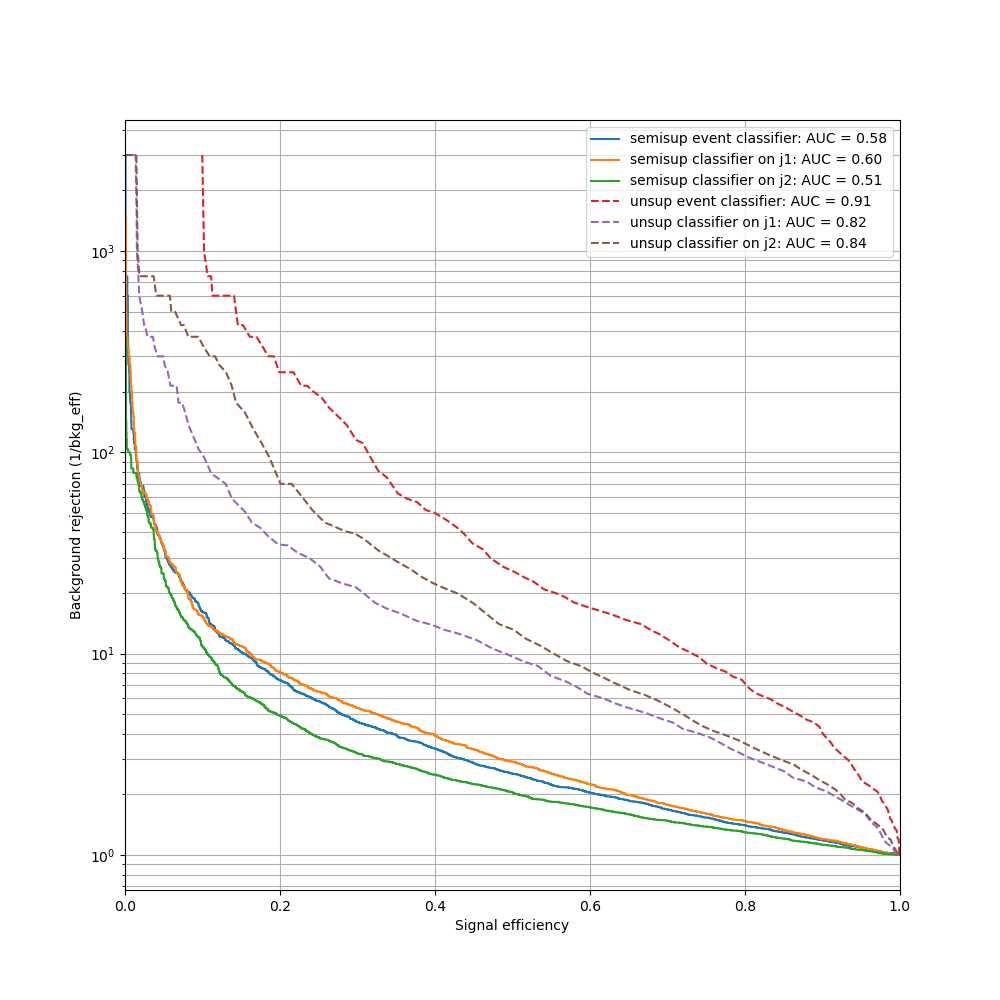 semisup event classifier: AUC = 0.58
semisup classifier on j1: AUC = 0.60
semisup classifier on j2: AUC = 0.51
unsup event classifier: AUC = 0.91
unsup classifier on j1: AUC = 0.82
unsup classifier on j2: AUC = 0.84
Background rejection (1/bkg_eff)
10³
10²
10¹
10⁰
0.0 0.2 0.4 0.6 0.8 1.0
Signal efficiency